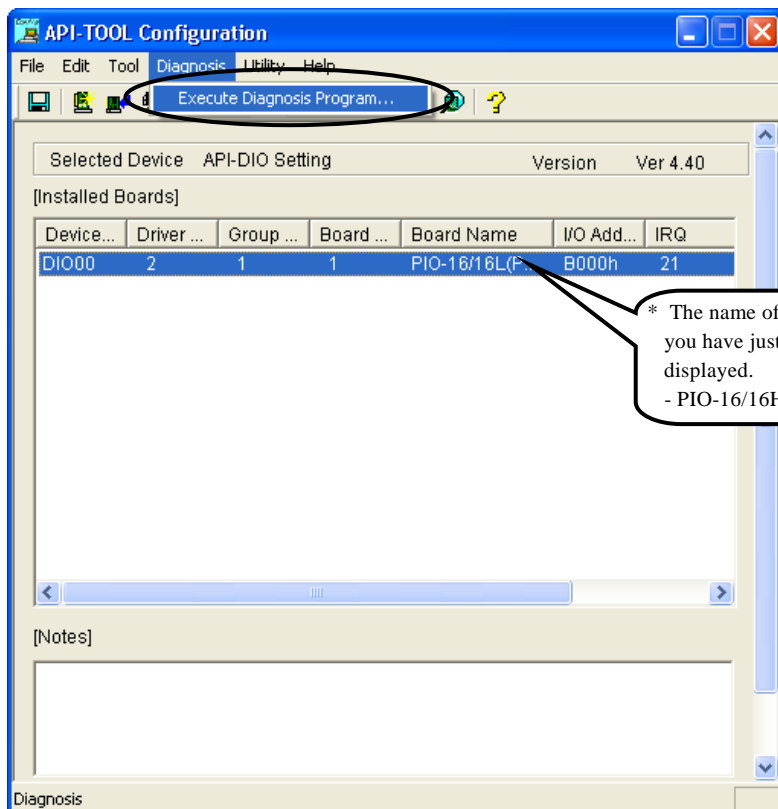 API-TOOL Configuration
File Edit Tool Diagnosis Utility Help
Execute Diagnosis Program...
Selected Device API-DIO Setting Version Ver 4.40
[Installed Boards]
Device... Driver ... Group ... Board ... Board Name I/O Add... IRQ
DIO00 2 1 1 PIO-16/16L(P... B000h 21
* The name of
you have just
displayed.
- PIO-16/16H
[Notes]
Diagnosis